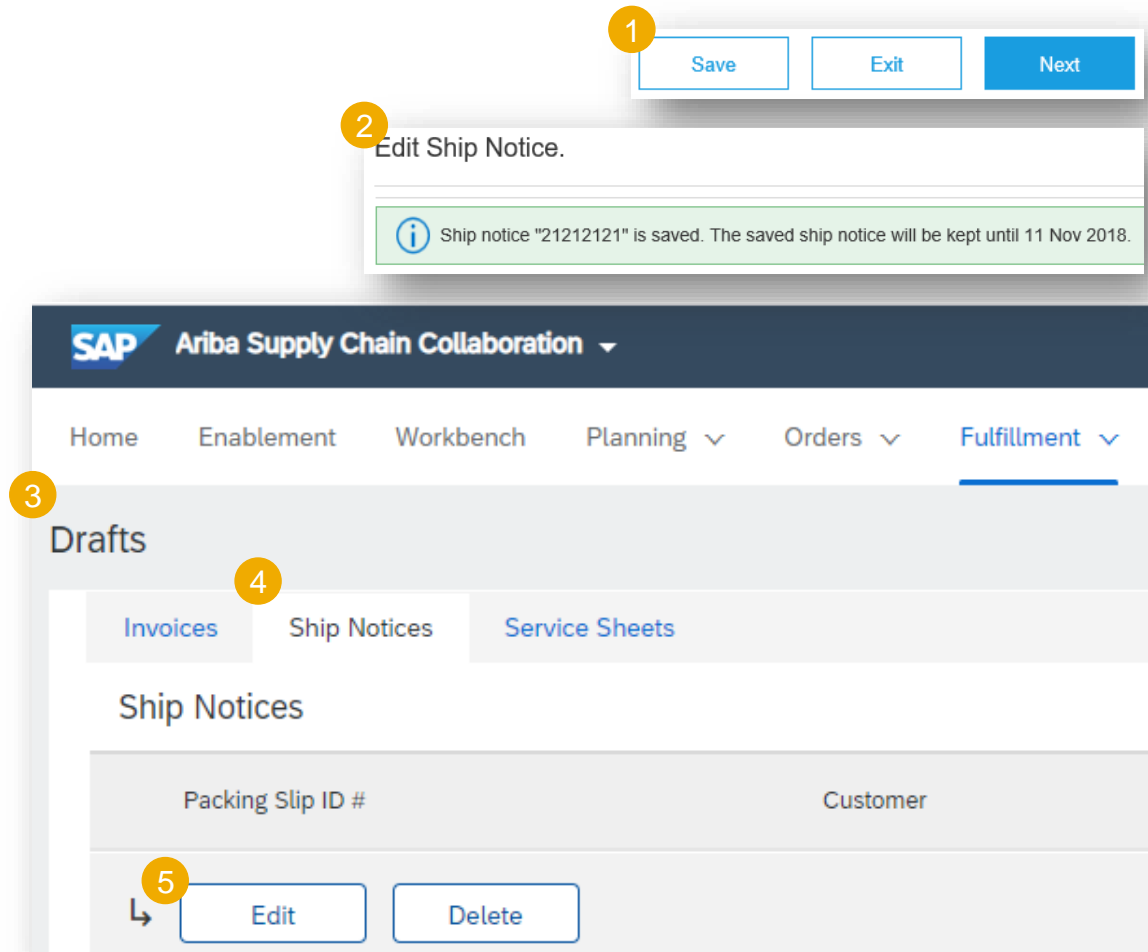 1
Save Exit Next
2
Edit Ship Notice.
i Ship notice "21212121" is saved. The saved ship notice will be kept until 11 Nov 2018.
SAP Ariba Supply Chain Collaboration
Home Enablement Workbench Planning Orders Fulfillment
3
Drafts
4
Invoices Ship Notices Service Sheets
Ship Notices
Packing Slip ID # Customer
5
Edit Delete